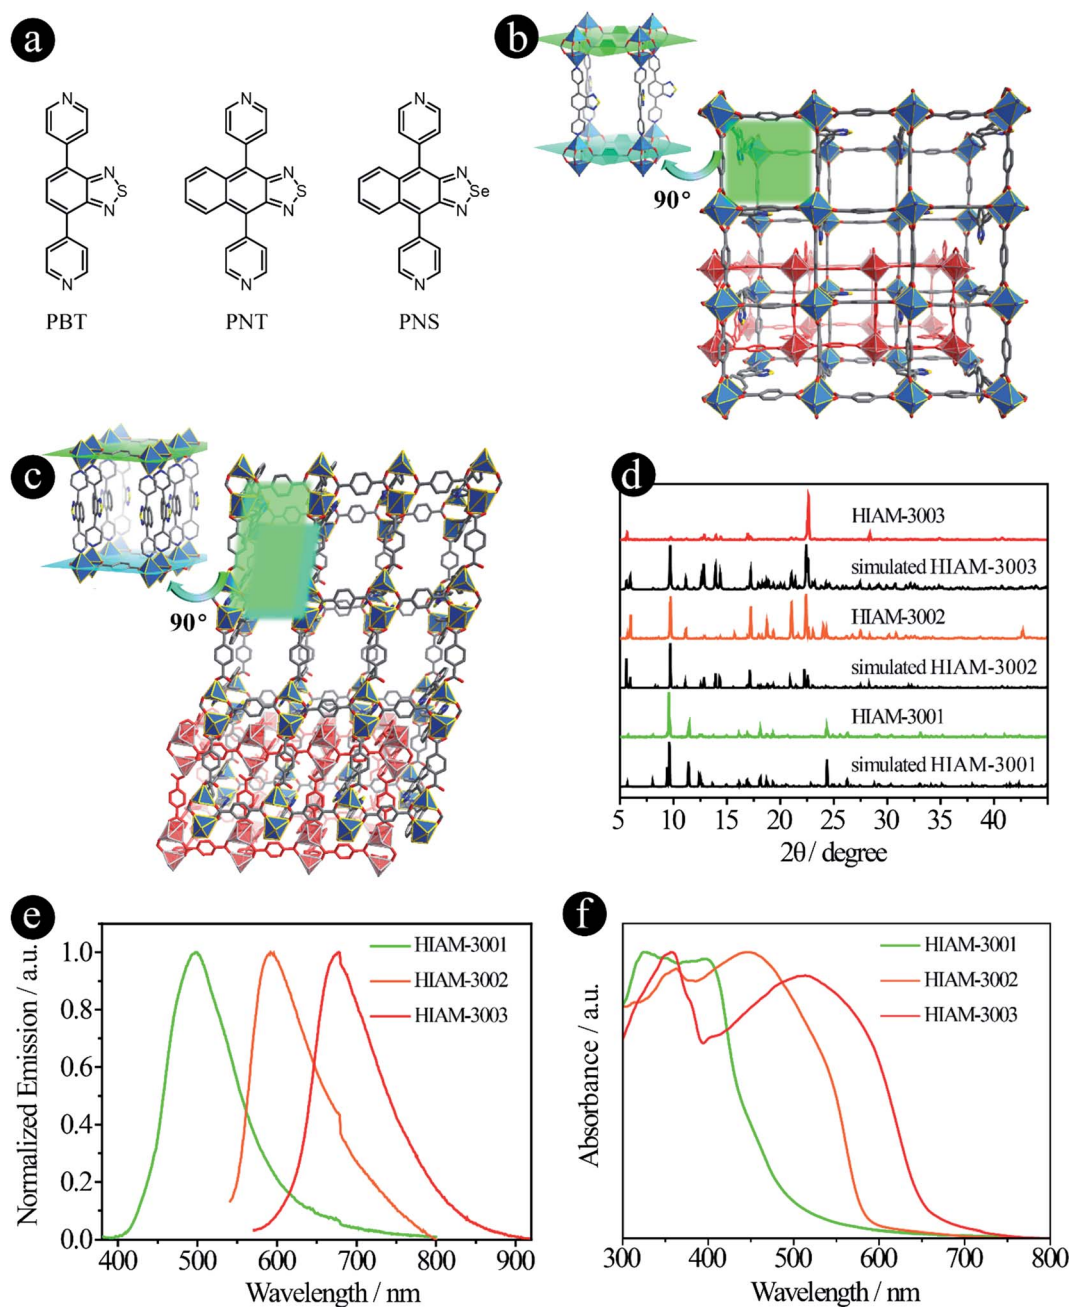 a
N
N
N
N
S
N
N
S
N
N
Se
N
N
N
N
PBT
PNT
PNS
b
90°
c
90°
d
HIAM-3003
simulated HIAM-3003
HIAM-3002
simulated HIAM-3002
HIAM-3001
simulated HIAM-3001
5 10 15 20 25 30 35 40
2θ / degree
e
Normalized Emission / a.u.
1.0
0.8
0.6
0.4
0.2
0.0
HIAM-3001
HIAM-3002
HIAM-3003
400 500 600 700 800 900
Wavelength / nm
f
Absorbance / a.u.
HIAM-3001
HIAM-3002
HIAM-3003
300 400 500 600 700 800
Wavelength / nm